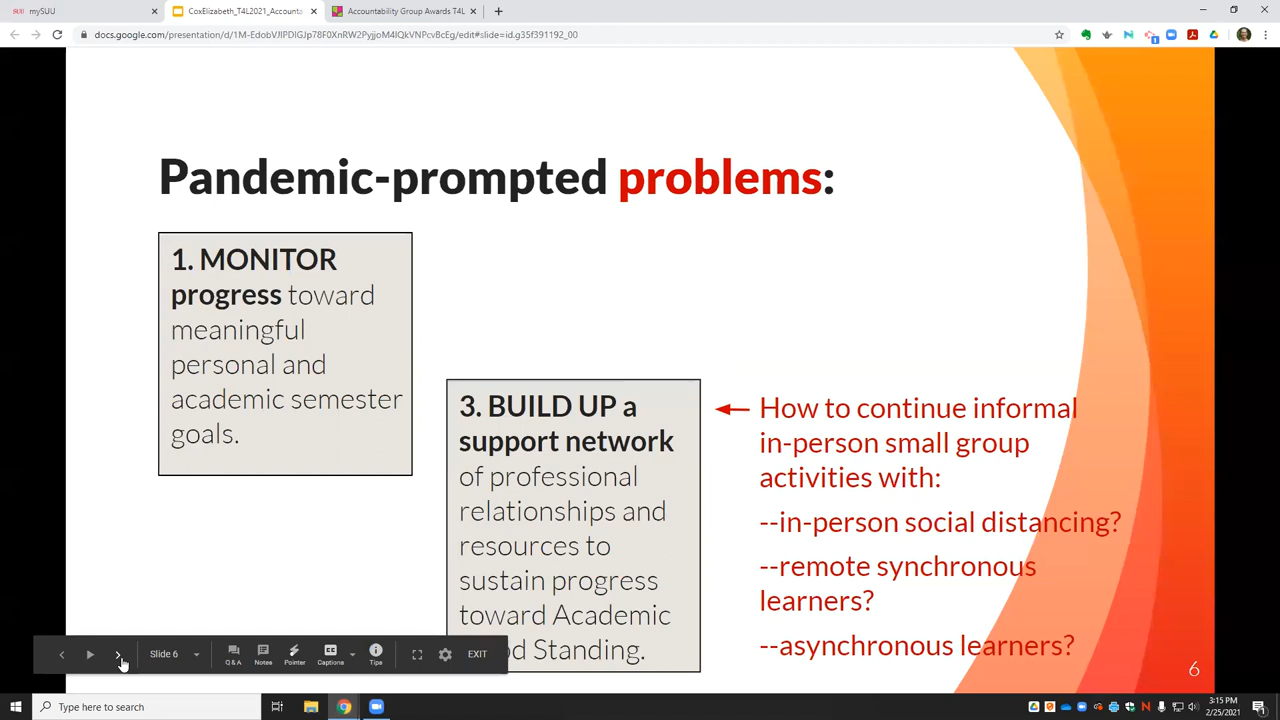 SUU mySUU
CoxElizabeth_T4L2021_Accounta
Accountability Group Awards T4L
docs.google.com/presentation/d/1M-EdobVJlPDlGJp78F0XnRW2PyjjoM4lQkVNPcvBcEg/edit#slide=id.g35f391192_00
Pandemic-prompted problems:
1. MONITOR
progress toward
meaningful
personal and
academic semester
goals.
3. BUILD UP a
support network
of professional
relationships and
resources to
sustain progress
toward Academic
Standing.
How to continue informal
in-person small group
activities with:
--in-person social distancing?
--remote synchronous
learners?
--asynchronous learners?
6
Slide 6
Q & A
Notes
Pointer
Captions
Tips
EXIT
Type here to search
3:15 PM
2/25/2021